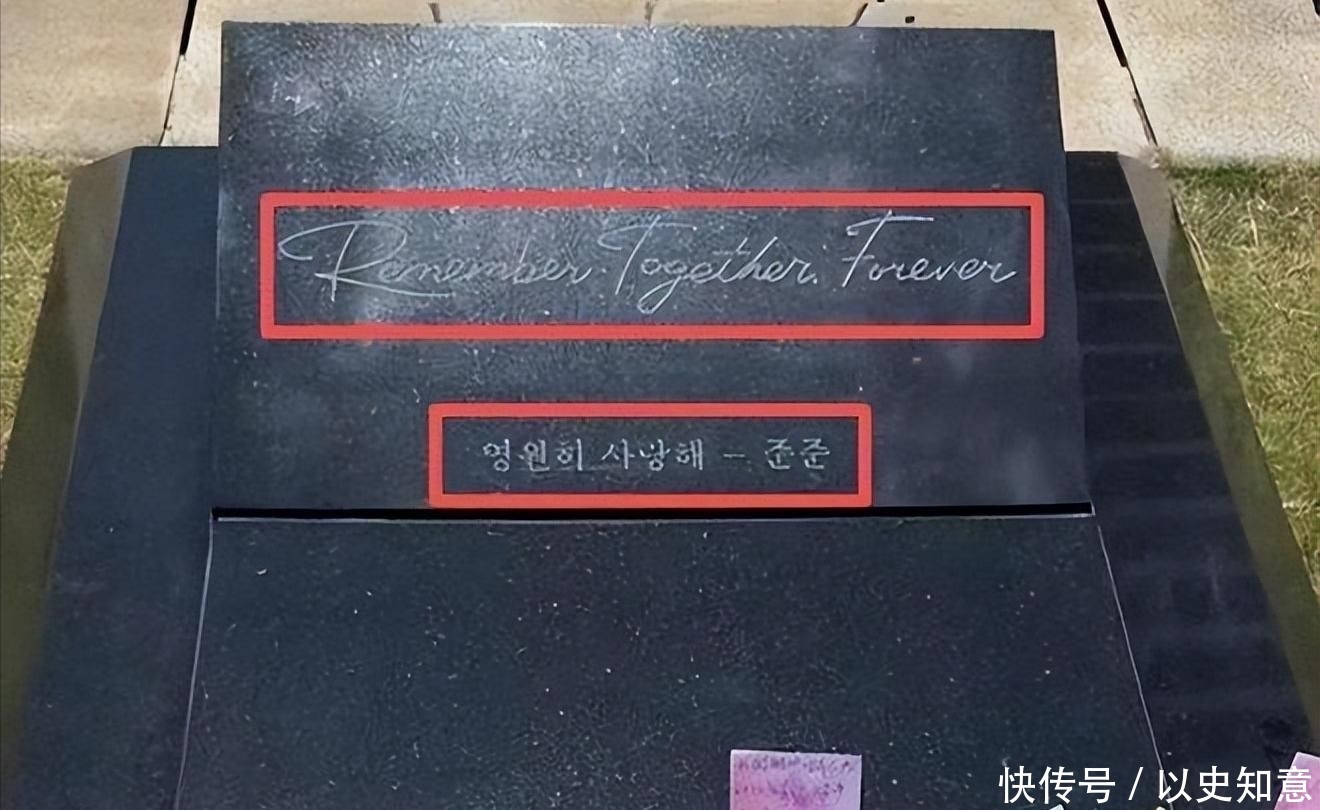 Remember. Together. Forever
영원히 사랑해 – 준준
快传号 / 以史知意